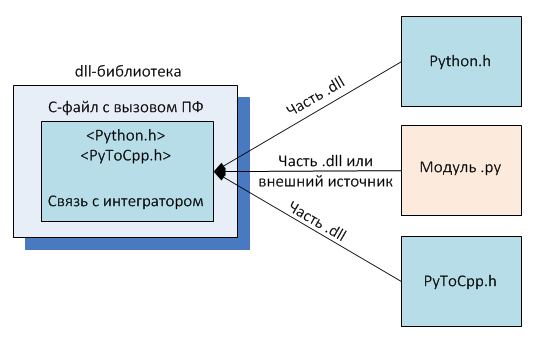 dll-библиотека
С-файл с вызовом ПФ
<Python.h>
<PyToCpp.h>
Связь с интегратором
Часть .dll
Часть .dll или
внешний источник
Часть .dll
Python.h
Модуль .py
PyToCpp.h